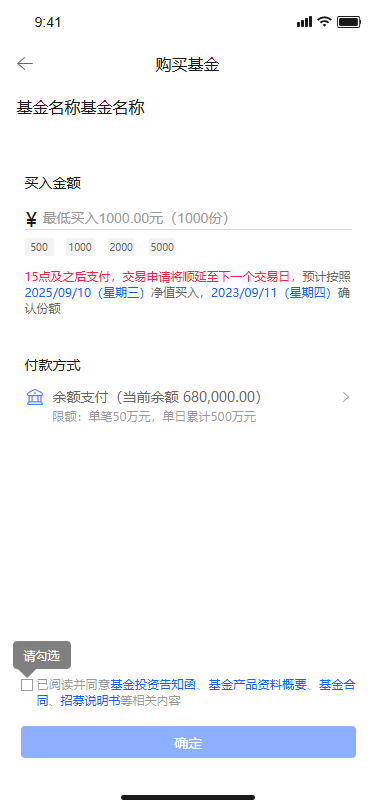 9:41
购买基金
基金名称基金名称
买入金额
¥ 最低买入1000.00元（1000份）
500 1000 2000 5000
15点及之后支付，交易申请将顺延至下一个交易日，预计按照
2025/09/10（星期三）净值买入，2023/09/11（星期四）确
认份额
付款方式
余额支付（当前余额 680,000.00）
限额：单笔50万元，单日累计500万元
请勾选
已阅读并同意基金投资告知函、基金产品资料概要、基金合
同、招募说明书等相关内容
确定